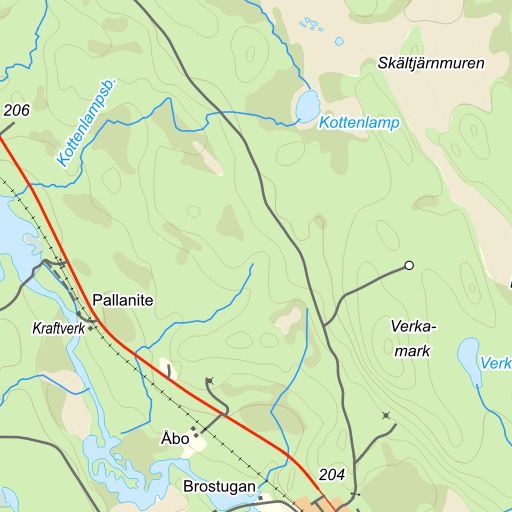 Skältjärnmuren
206
Kottenlampsb.
Kottenlamp
Pallanite
Kraftverk
Verka-
mark
Verk
Åbo
204
Brostugan